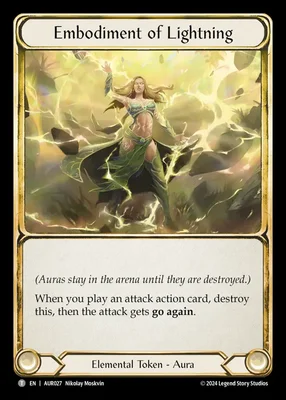 Embodiment of Lightning
(Auras stay in the arena until they are destroyed.)
When you play an attack action card, destroy
this, then the attack gets go again.
Elemental Token - Aura
T EN | AUR027 Nikolay Moskvin
©2024 Legend Story Studios